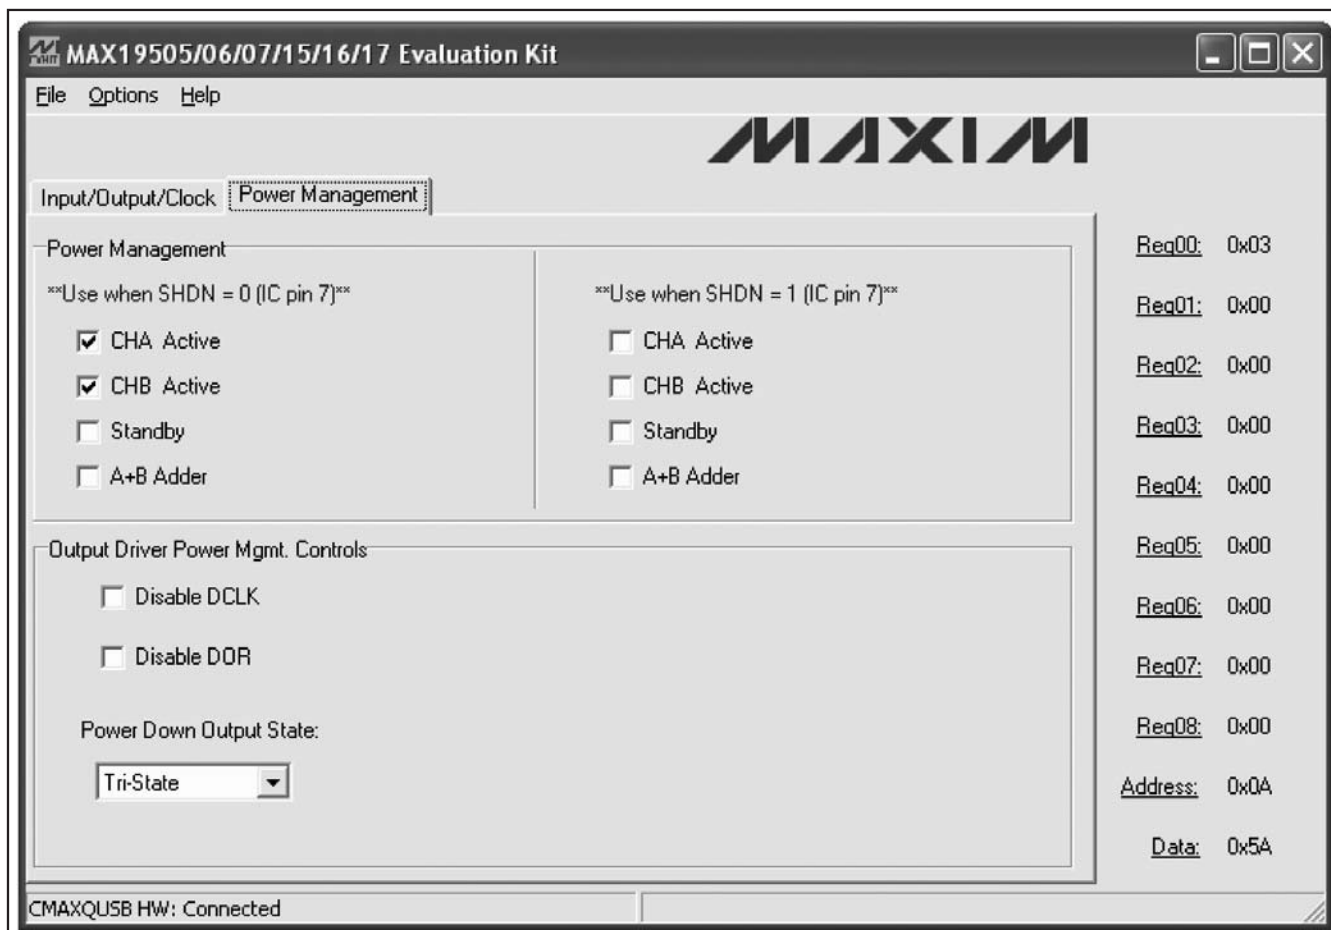 MAX19505/06/07/15/16/17 Evaluation Kit
File Options Help
MAXIM
Input/Output/Clock Power Management
Power Management
**Use when SHDN = 0 (IC pin 7)**
CHA Active
CHB Active
Standby
A+B Adder
**Use when SHDN = 1 (IC pin 7)**
CHA Active
CHB Active
Standby
A+B Adder
Output Driver Power Mgmt. Controls
Disable DCLK
Disable DOR
Power Down Output State:
Tri-State
Reg00: 0x03
Reg01: 0x00
Reg02: 0x00
Reg03: 0x00
Reg04: 0x00
Reg05: 0x00
Reg06: 0x00
Reg07: 0x00
Reg08: 0x00
Address: 0x0A
Data: 0x5A
CMAXQUSB HW: Connected